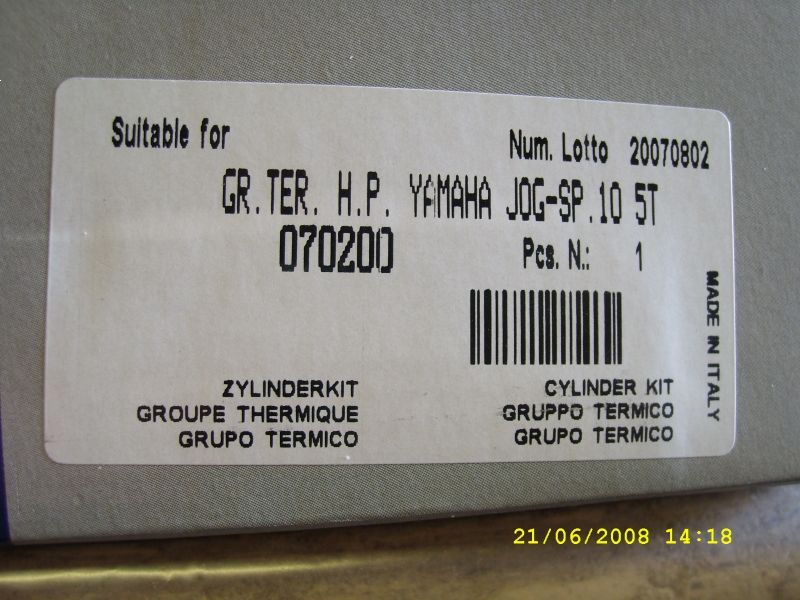 Suitable for
Num. Lotto 20070802
GR.TER. H.P. YAMAHA JOG-SP.10 5T
070200
Pcs. N.: 1
MADE IN ITALY
ZYLINDERKIT
GROUPE THERMIQUE
GRUPO TERMICO
CYLINDER KIT
GRUPPO TERMICO
GRUPO TERMICO
21/06/2008 14:18